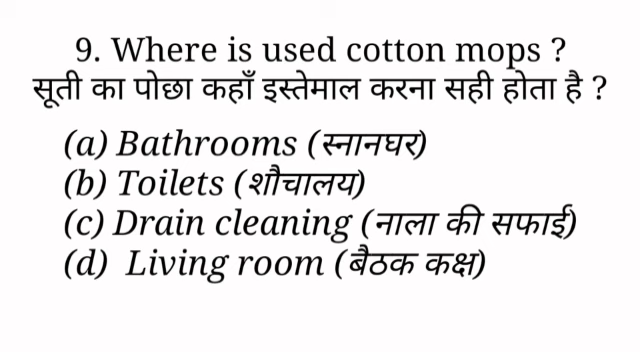 9. Where is used cotton mops ?
सूती का पोछा कहाँ इस्तेमाल करना सही होता है ?
(a) Bathrooms (स्नानघर)
(b) Toilets (शौचालय)
(c) Drain cleaning (नाला की सफाई)
(d) Living room (बैठक कक्ष)